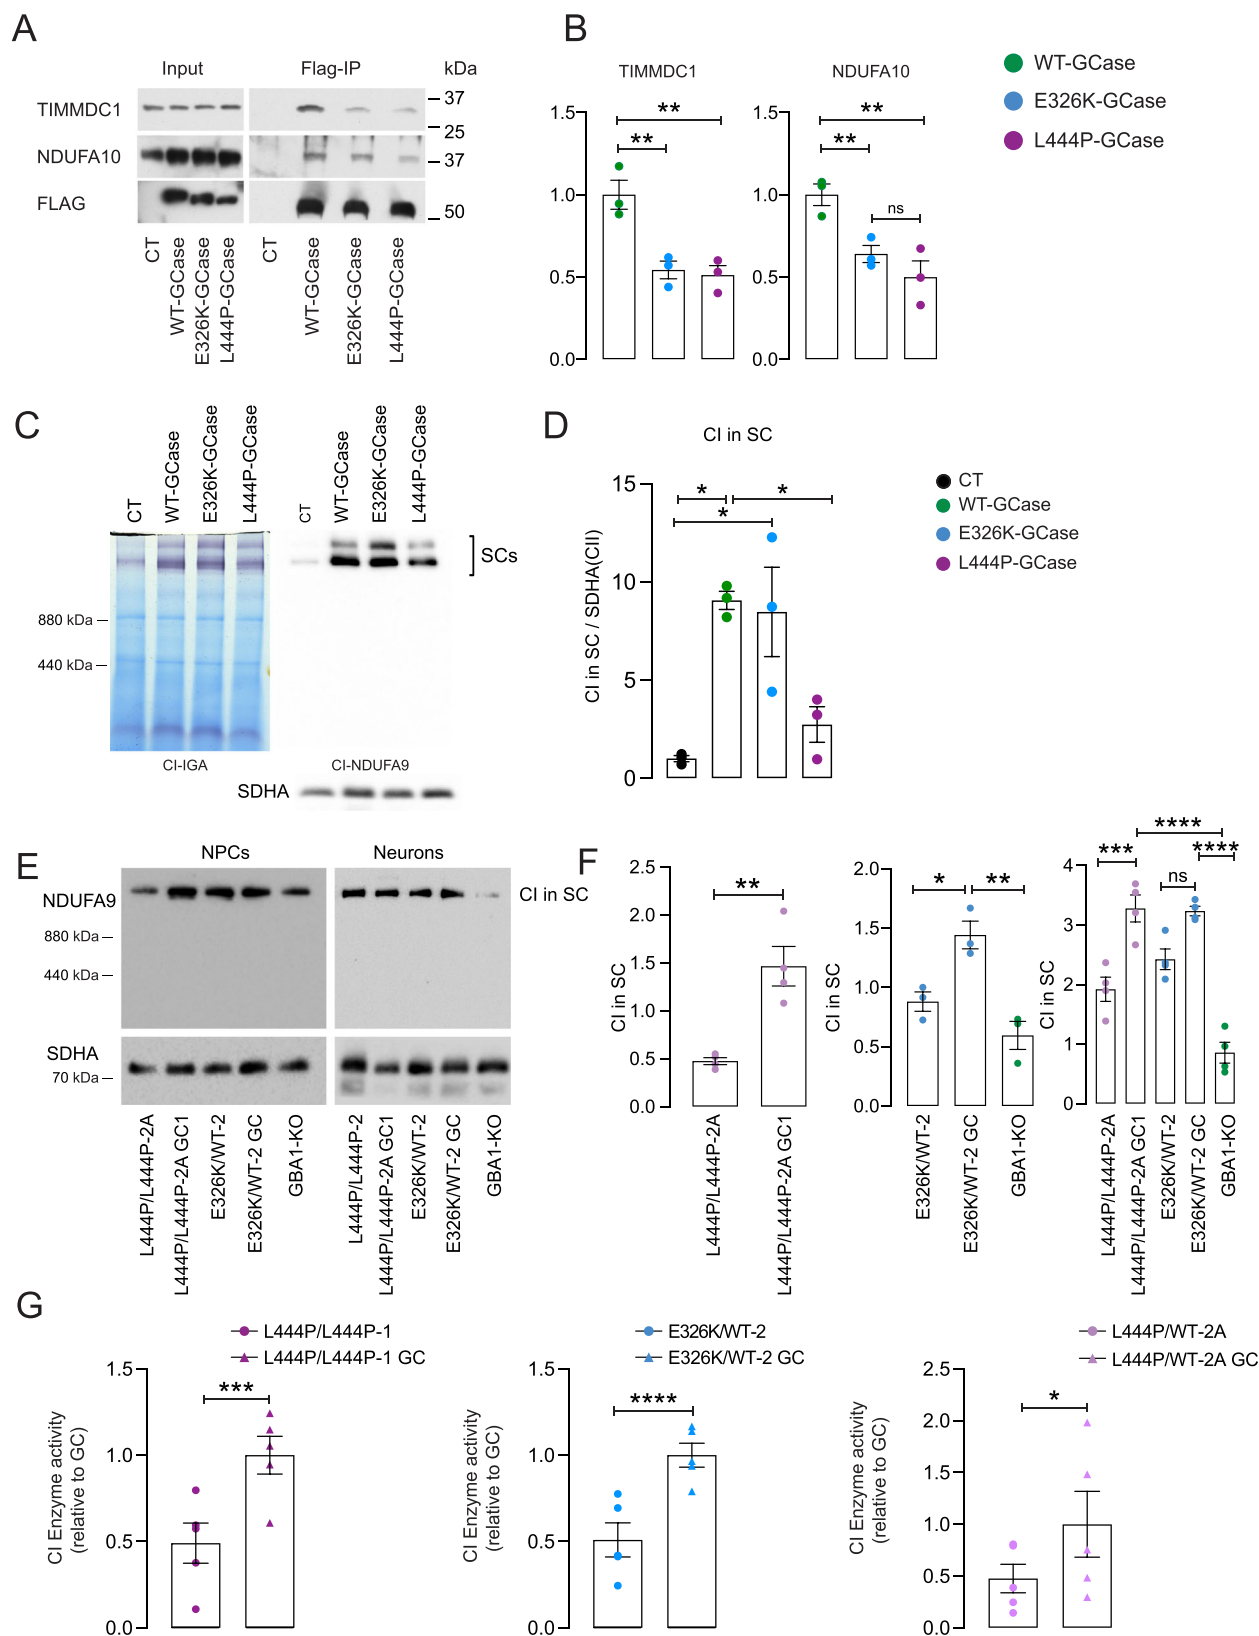 A
Input
Flag-IP
kDa
TIMMDC1
37
25
NDUFA10
37
FLAG
50
CT
WT-GCase
E326K-GCase
L444P-GCase
CT
WT-GCase
E326K-GCase
L444P-GCase
B
TIMMDC1
NDUFA10
WT-GCase
E326K-GCase
L444P-GCase
1.5
1.0
0.5
0.0
**
**
1.5
1.0
0.5
0.0
**
**
ns
C
CT
WT-GCase
E326K-GCase
L444P-GCase
CT
WT-GCase
E326K-GCase
L444P-GCase
SCs
880 kDa
440 kDa
CI-IGA
CI-NDUFA9
SDHA
D
CI in SC
CI in SC / SDHA(CII)
15
10
5
0
*
*
*
CT
WT-GCase
E326K-GCase
L444P-GCase
E
NPCs
Neurons
NDUFA9
CI in SC
880 kDa
440 kDa
SDHA
70 kDa
L444P/L444P-2A
L444P/L444P-2A GC1
E326K/WT-2
E326K/WT-2 GC
GBA1-KO
L444P/L444P-2
L444P/L444P-2A GC1
E326K/WT-2
E326K/WT-2 GC
GBA1-KO
F
CI in SC
2.5
2.0
1.5
1.0
0.5
0.0
**
L444P/L444P-2A
L444P/L444P-2A GC1
CI in SC
2.0
1.5
1.0
0.5
0.0
*
**
E326K/WT-2
E326K/WT-2 GC
GBA1-KO
CI in SC
4
3
2
1
0
****
***
****
ns
L444P/L444P-2A
L444P/L444P-2A GC1
E326K/WT-2
E326K/WT-2 GC
GBA1-KO
G
L444P/L444P-1
L444P/L444P-1 GC
CI Enzyme activity
(relative to GC)
1.5
1.0
0.5
0.0
***
E326K/WT-2
E326K/WT-2 GC
CI Enzyme activity
(relative to GC)
1.5
1.0
0.5
0.0
****
L444P/WT-2A
L444P/WT-2A GC
CI Enzyme activity
(relative to GC)
2.5
2.0
1.5
1.0
0.5
0.0
*